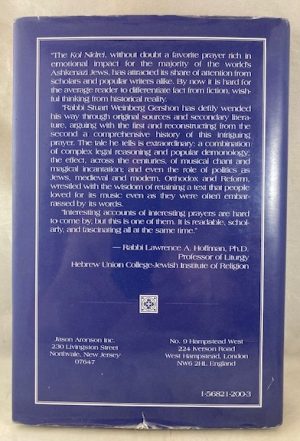 "The Kol Nidrei, without doubt a favorite prayer rich in
emotional impact for the majority of the world's
Ashkenazi Jews, has attracted its share of attention from
scholars and popular writers alike. By now it is hard for
the average reader to differentiate fact from fiction, wish-
ful thinking from historical reality.
"Rabbi Stuart Weinberg Gershon has deftly wended
his way through original sources and secondary litera-
ture, arguing with the first and reconstructing from the
second a comprehensive history of this intriguing
prayer. The tale he tells is extraordinary: a combination
of complex legal reasoning and popular demonology;
the effect, across the centuries, of musical chant and
magical incantation; and even the role of politics as
Jews, medieval and modern, Orthodox and Reform,
wrestled with the wisdom of retaining a text that people
loved for its music even as they were often embar-
rassed by its words.
"Interesting accounts of interesting prayers are hard
to come by, but this is one of them. It is readable, schol-
arly, and fascinating all at the same time."
— Rabbi Lawrence A. Hoffman, Ph.D.
Professor of Liturgy
Hebrew Union College-Jewish Institute of Religion
Jason Aronson Inc.
230 Livingston Street
Northvale, New Jersey
07647
No. 9 Hampstead West
224 Iverson Road
West Hampstead, London
NW6 2HL England
1-56821-200-3